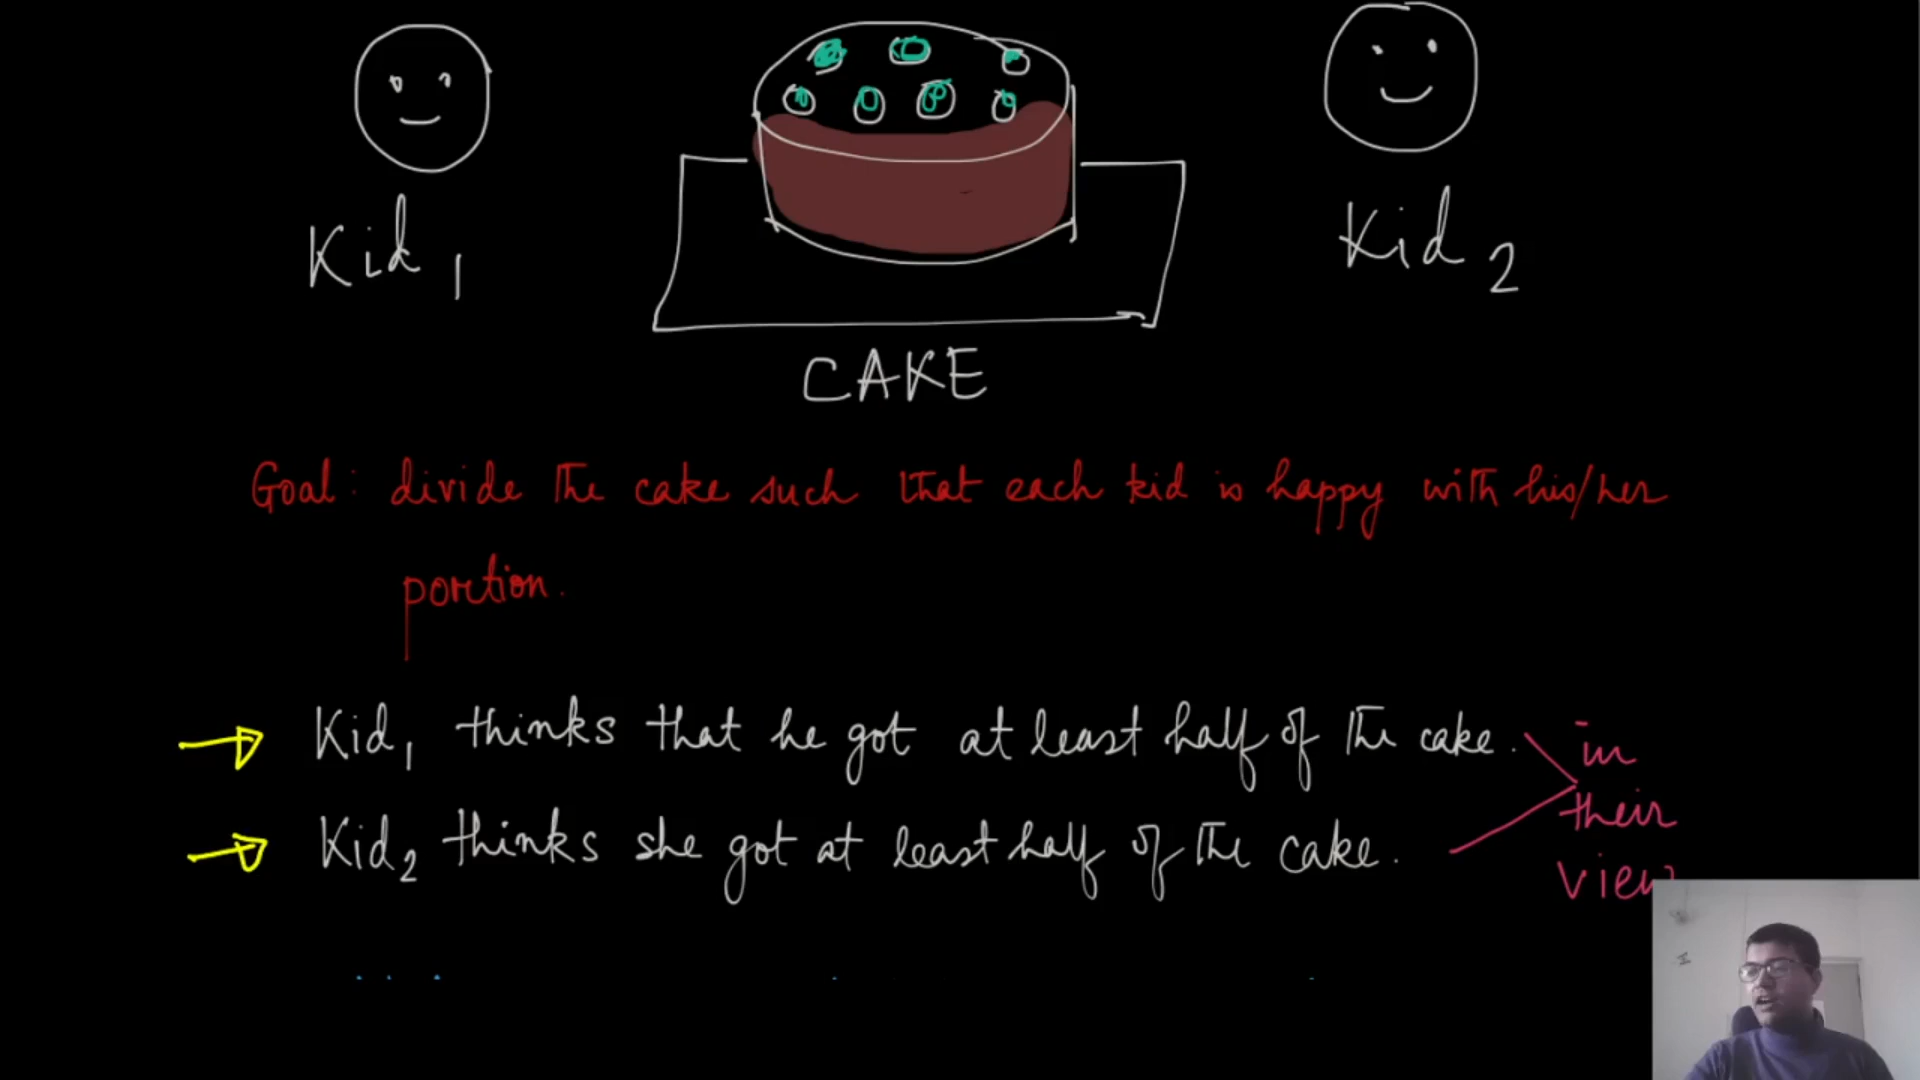 Kid 1
Kid 2
CAKE
Goal: divide the cake such that each kid is happy with his/her
portion.
Kid1 thinks that he got at least half of the cake.
Kid2 thinks she got at least half of the cake.
in
their
view